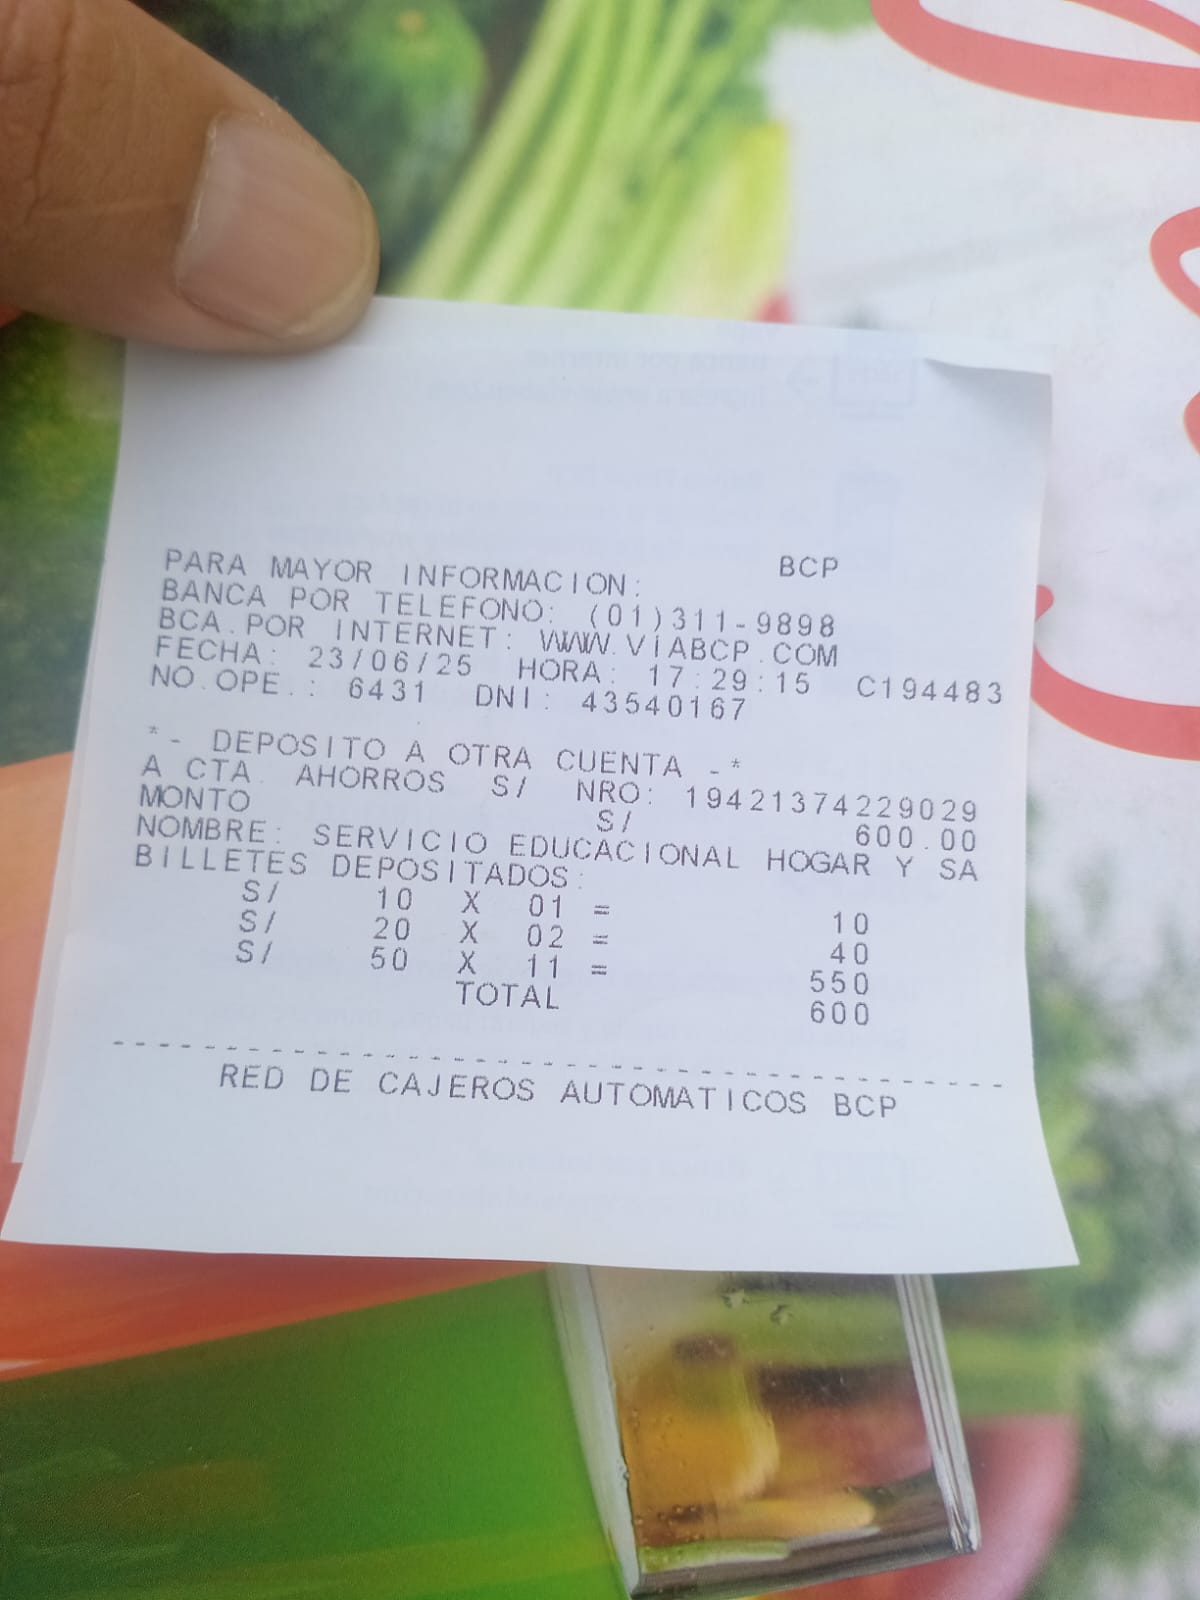 BCP
PARA MAYOR INFORMACION:
BANCA POR TELEFONO: (01)311-9898
BCA.POR INTERNET: WWW.VIABCP.COM
FECHA: 23/06/25 HORA: 17:29:15 C194483
NO.OPE.: 6431 DNI: 43540167
*- DEPOSITO A OTRA CUENTA -*
A CTA. AHORROS S/ NRO: 19421374229029
MONTO S/ 600.00
NOMBRE: SERVICIO EDUCACIONAL HOGAR Y SA
BILLETES DEPOSITADOS:
S/ 10 X 01 = 10
S/ 20 X 02 = 40
S/ 50 X 11 = 550
TOTAL 600
--------------------------------------
RED DE CAJEROS AUTOMATICOS BCP